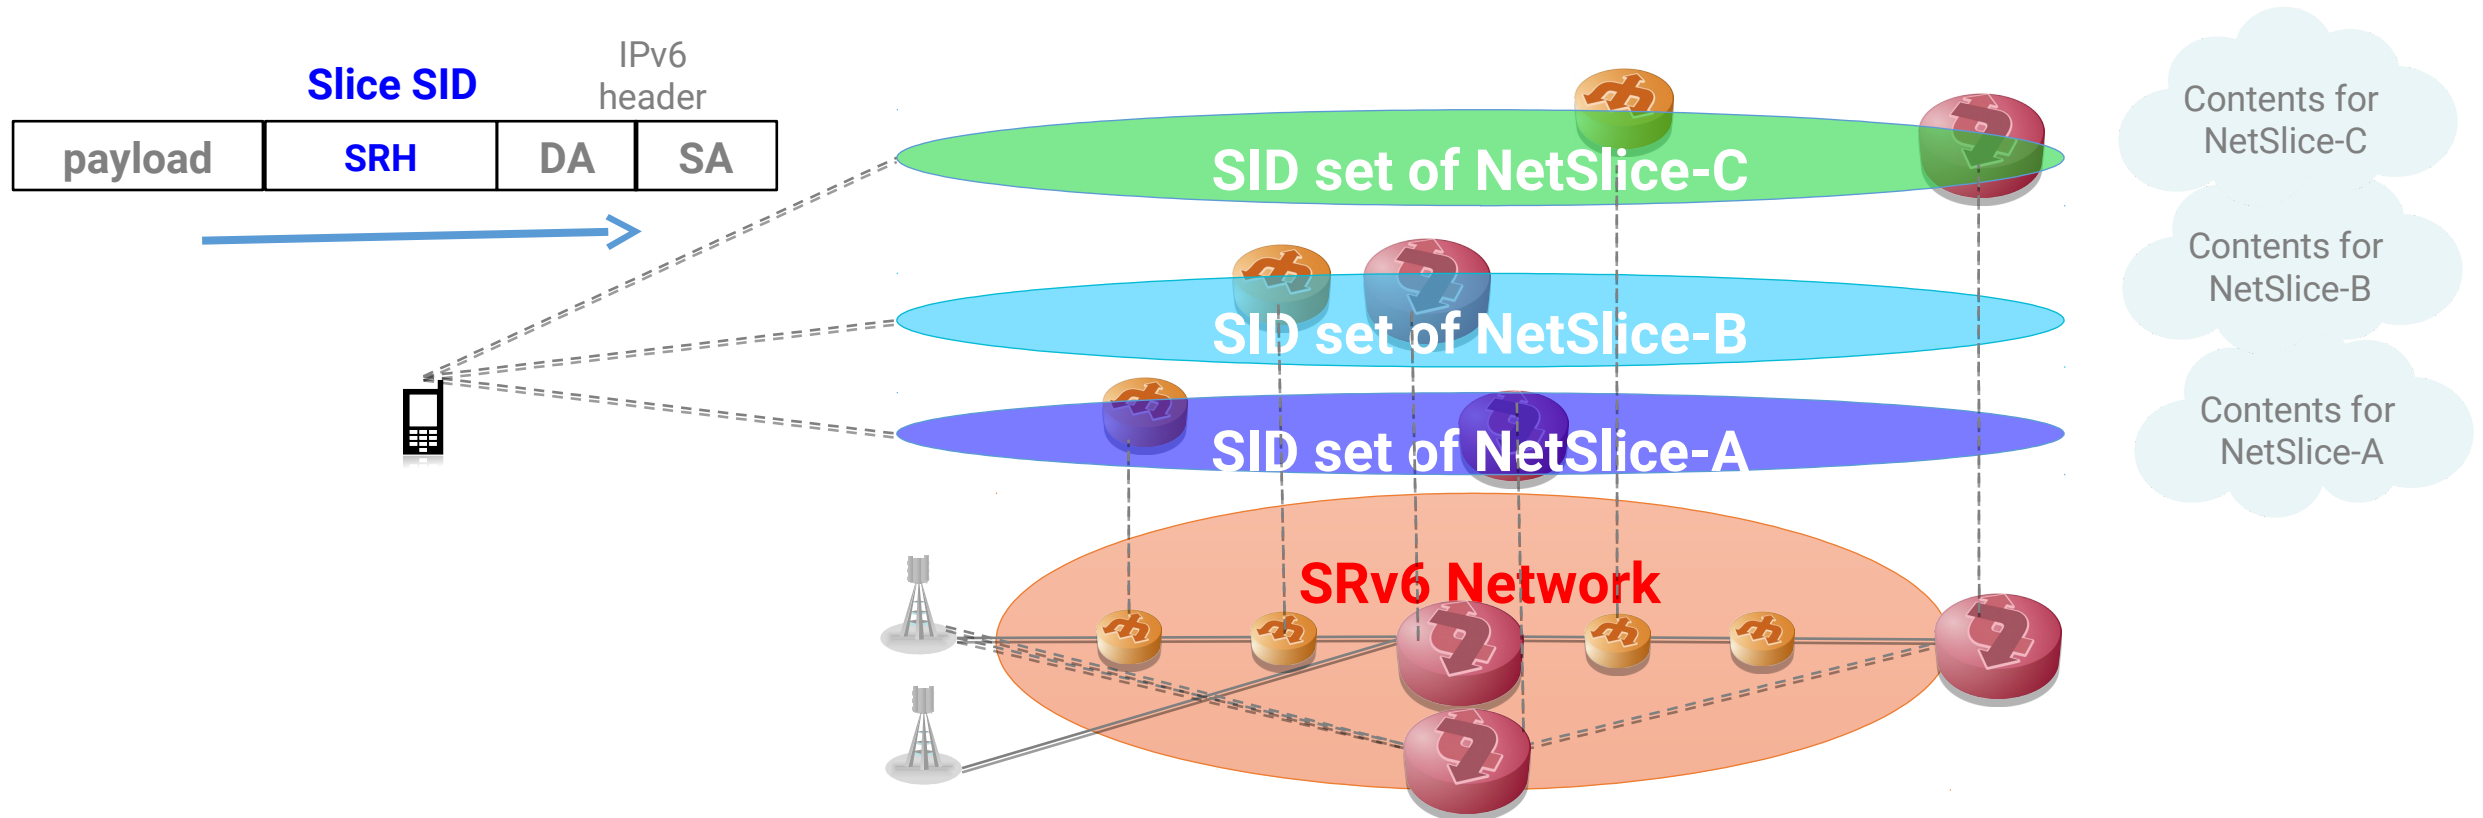 IPv6
header
Slice SID
payload
SRH
DA
SA
SID set of NetSlice-C
SID set of NetSlice-B
SID set of NetSlice-A
SRv6 Network
Contents for
NetSlice-C
Contents for
NetSlice-B
Contents for
NetSlice-A